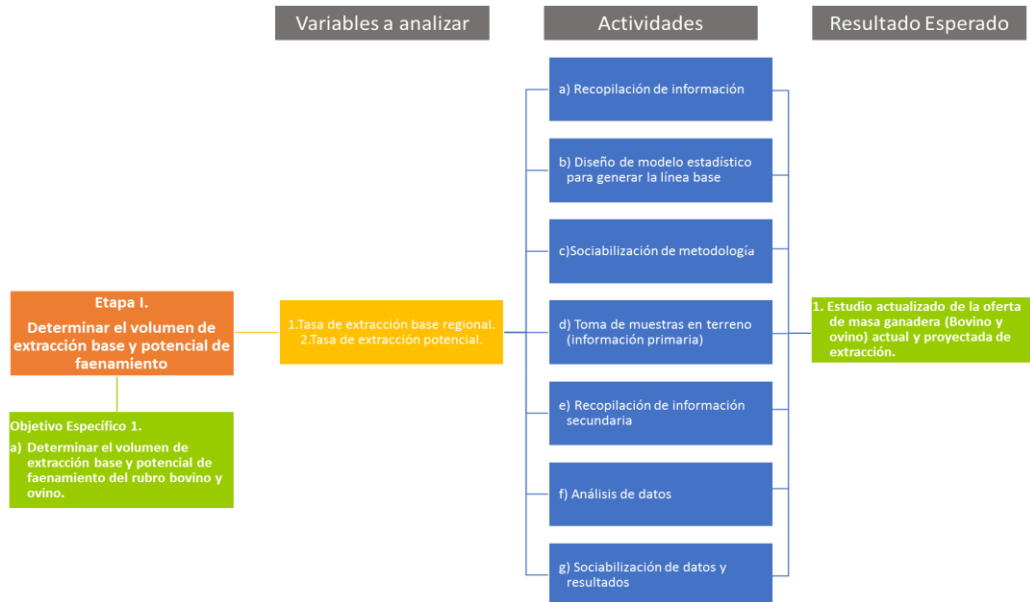 Variables a analizar
Actividades
Resultado Esperado
Etapa I.
Determinar el volumen de
extracción base y potencial de
faenamiento
Objetivo Específico 1.
a) Determinar el volumen de
extracción base y potencial de
faenamiento del rubro bovino y
ovino.
1.Tasa de extracción base regional.
2.Tasa de extracción potencial.
a) Recopilación de información
b) Diseño de modelo estadístico
para generar la línea base
c)Sociabilización de metodología
d) Toma de muestras en terreno
(información primaria)
e) Recopilación de información
secundaria
f) Análisis de datos
g) Sociabilización de datos y
resultados
1. Estudio actualizado de la oferta
de masa ganadera (Bovino y
ovino) actual y proyectada de
extracción.